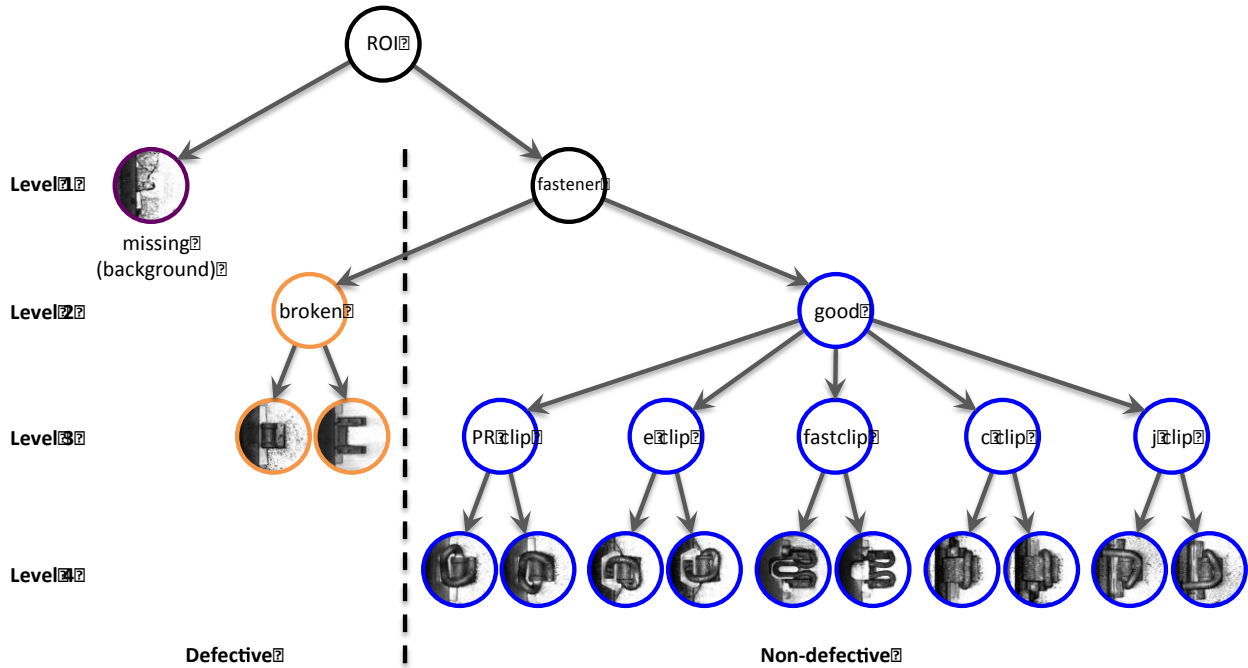 ROI
Level 1
fastener
missing
(background)
Level 2
broken
good
Level 3
PR clip
e clip
fastclip
c clip
j clip
Level 4
Defective
Non-defective